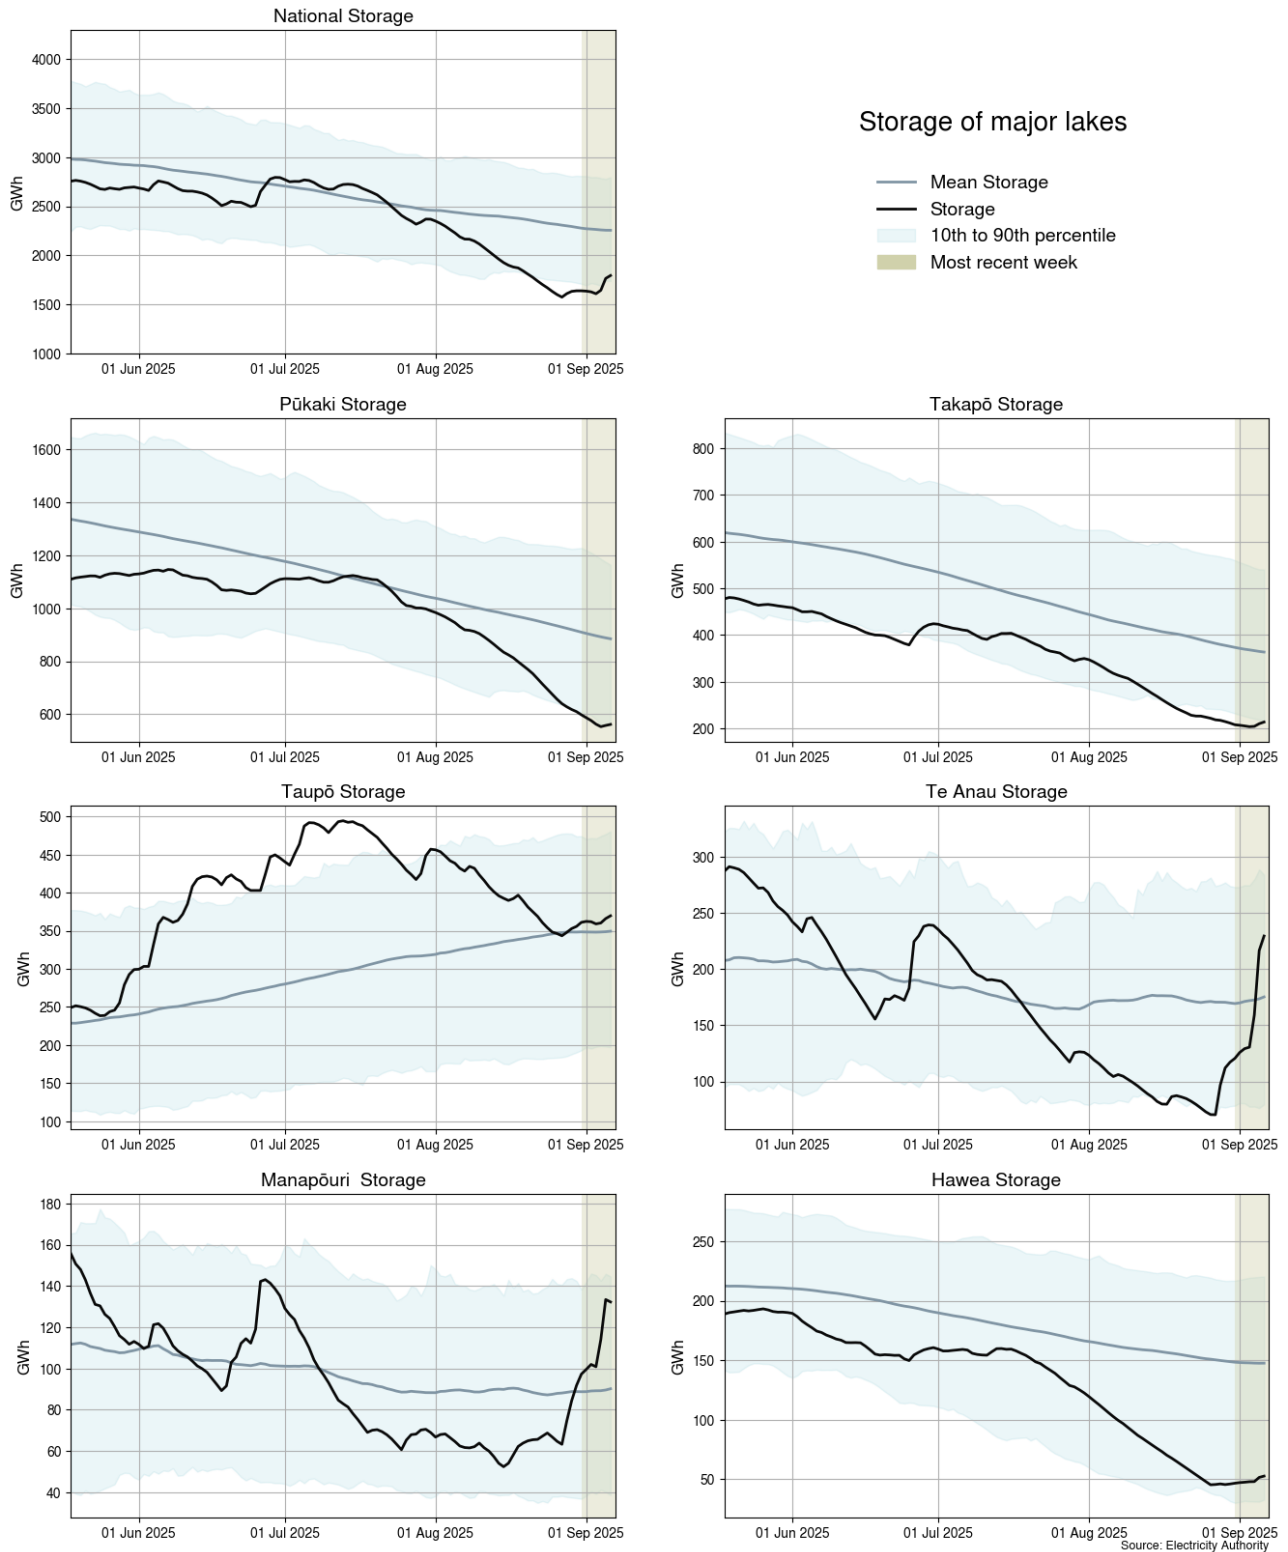 National Storage
4000
3500
3000
2500
2000
1500
1000
GWh
01 Jun 2025 01 Jul 2025 01 Aug 2025 01 Sep 2025
Storage of major lakes
Mean Storage
Storage
10th to 90th percentile
Most recent week
Pūkaki Storage
1600
1400
1200
1000
800
600
GWh
01 Jun 2025 01 Jul 2025 01 Aug 2025 01 Sep 2025
Takapō Storage
800
700
600
500
400
300
200
GWh
01 Jun 2025 01 Jul 2025 01 Aug 2025 01 Sep 2025
Taupō Storage
500
450
400
350
300
250
200
150
100
GWh
01 Jun 2025 01 Jul 2025 01 Aug 2025 01 Sep 2025
Te Anau Storage
300
250
200
150
100
GWh
01 Jun 2025 01 Jul 2025 01 Aug 2025 01 Sep 2025
Manapōuri  Storage
180
160
140
120
100
80
60
40
GWh
01 Jun 2025 01 Jul 2025 01 Aug 2025 01 Sep 2025
Hawea Storage
250
200
150
100
50
GWh
01 Jun 2025 01 Jul 2025 01 Aug 2025 01 Sep 2025
Source: Electricity Authority